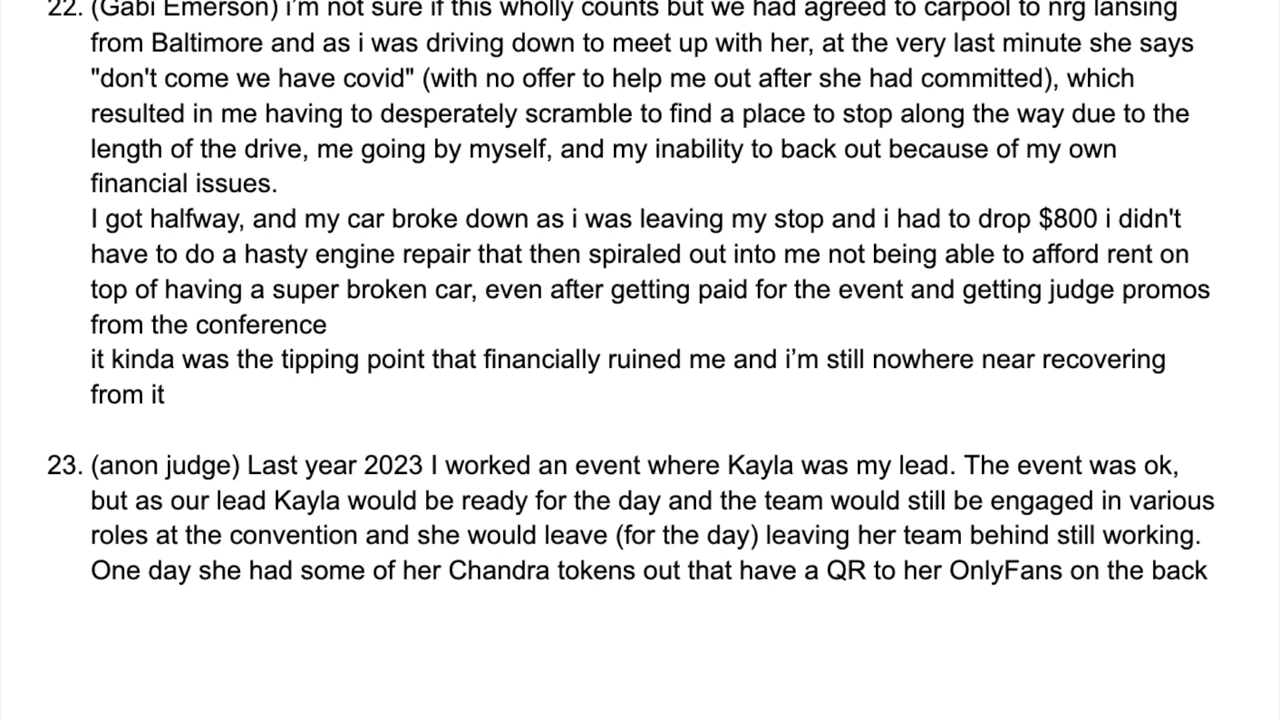 22. (Gabi Emerson) i'm not sure if this wholly counts but we had agreed to carpool to nrg lansing
from Baltimore and as i was driving down to meet up with her, at the very last minute she says
"don't come we have covid" (with no offer to help me out after she had committed), which
resulted in me having to desperately scramble to find a place to stop along the way due to the
length of the drive, me going by myself, and my inability to back out because of my own
financial issues.
I got halfway, and my car broke down as i was leaving my stop and i had to drop $800 i didn't
have to do a hasty engine repair that then spiraled out into me not being able to afford rent on
top of having a super broken car, even after getting paid for the event and getting judge promos
from the conference
it kinda was the tipping point that financially ruined me and i’m still nowhere near recovering
from it
23. (anon judge) Last year 2023 I worked an event where Kayla was my lead. The event was ok,
but as our lead Kayla would be ready for the day and the team would still be engaged in various
roles at the convention and she would leave (for the day) leaving her team behind still working.
One day she had some of her Chandra tokens out that have a QR to her OnlyFans on the back